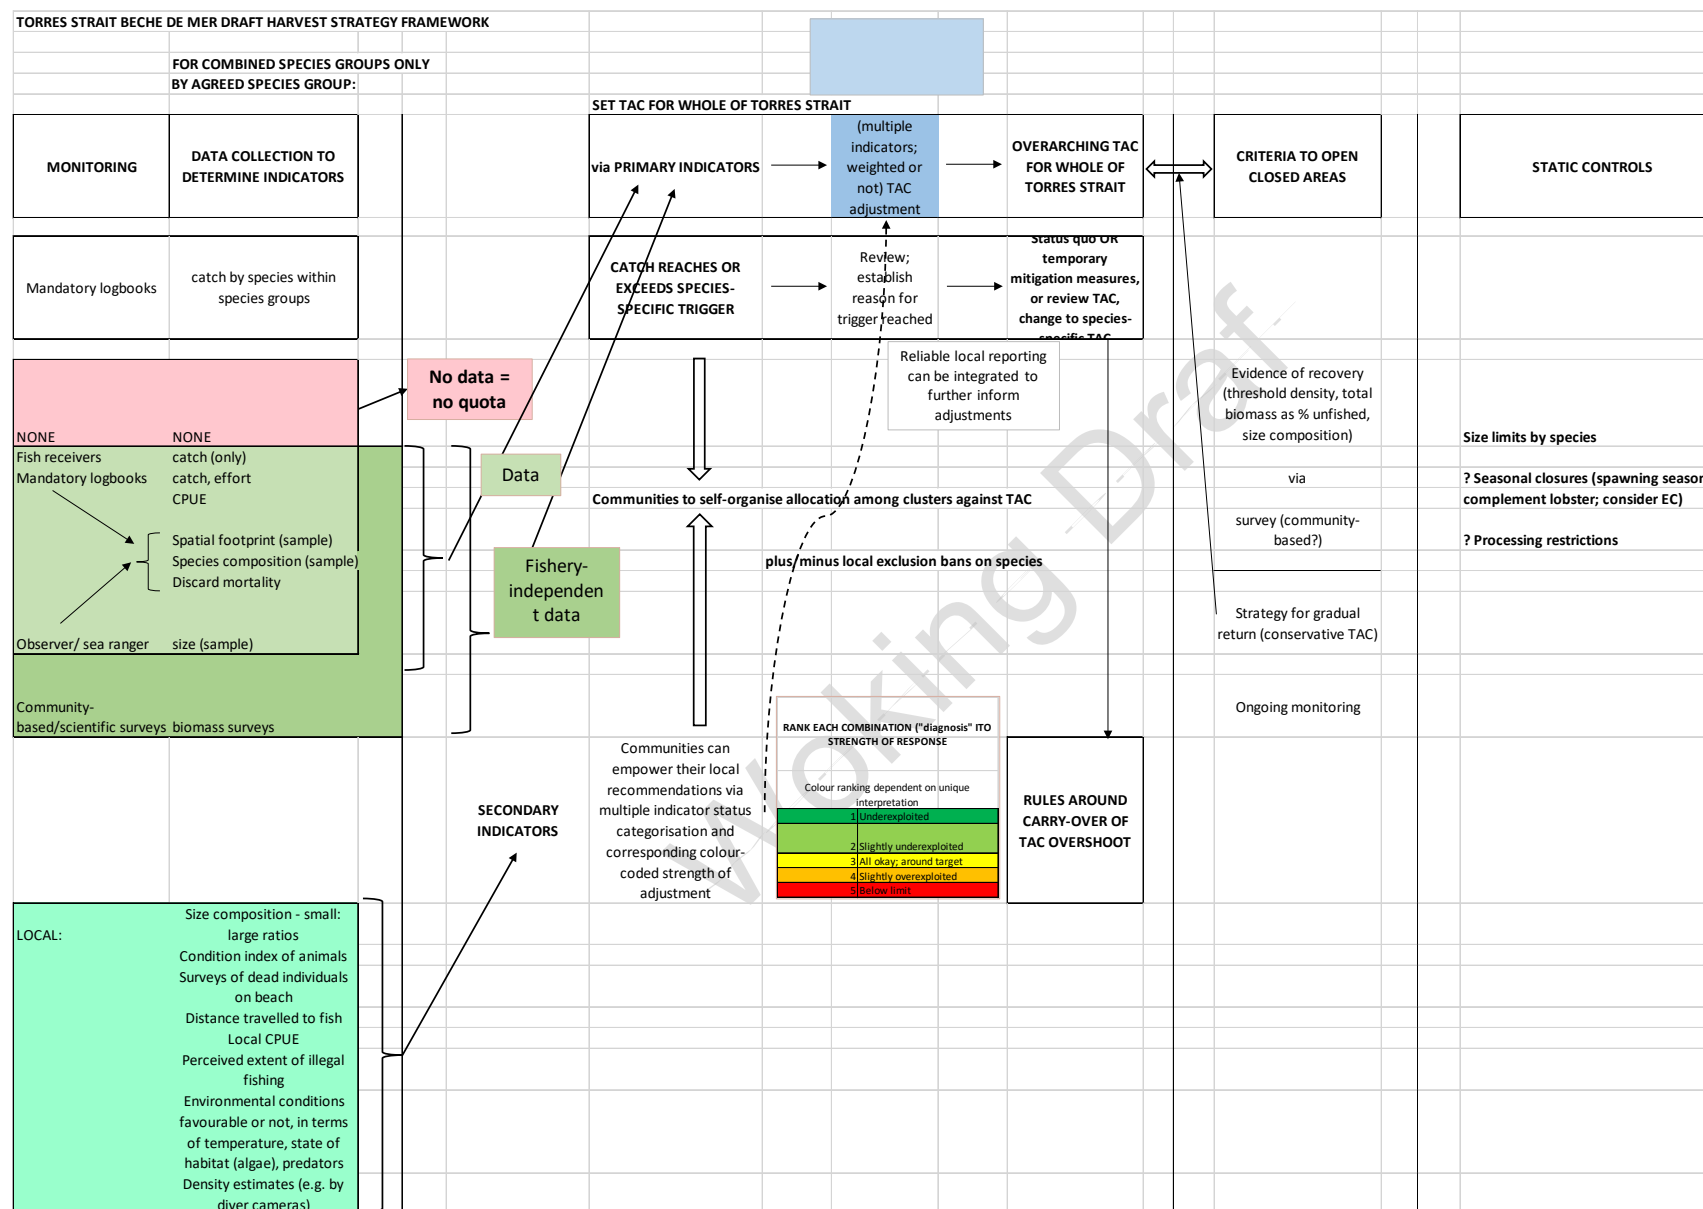 TORRES STRAIT BECHE DE MER DRAFT HARVEST STRATEGY FRAMEWORK
FOR COMBINED SPECIES GROUPS ONLY
BY AGREED SPECIES GROUP:
SET TAC FOR WHOLE OF TORRES STRAIT
MONITORING
DATA COLLECTION TO
DETERMINE INDICATORS
via PRIMARY INDICATORS
(multiple
indicators;
weighted or
not) TAC
adjustment
OVERARCHING TAC
FOR WHOLE OF
TORRES STRAIT
CRITERIA TO OPEN
CLOSED AREAS
STATIC CONTROLS
Mandatory logbooks
catch by species within
species groups
CATCH REACHES OR
EXCEEDS SPECIES-
SPECIFIC TRIGGER
Review;
establish
reason for
trigger reached
Status quo OR
temporary
mitigation measures,
or review TAC,
change to species-
specific TAC
No data =
no quota
Reliable local reporting
can be integrated to
further inform
adjustments
Evidence of recovery
(threshold density, total
biomass as % unfished,
size composition)
via
survey (community-
based?)
Strategy for gradual
return (conservative TAC)
Ongoing monitoring
Size limits by species
? Seasonal closures (spawning season
complement lobster; consider EC)
? Processing restrictions
NONE NONE
Fish receivers catch (only)
Mandatory logbooks catch, effort
CPUE
Spatial footprint (sample)
Species composition (sample)
Discard mortality
Observer/ sea ranger size (sample)
Community-
based/scientific surveys biomass surveys
Data
Fishery-
independen
t data
Communities to self-organise allocation among clusters against TAC
plus/minus local exclusion bans on species
SECONDARY
INDICATORS
Communities can
empower their local
recommendations via
multiple indicator status
categorisation and
corresponding colour-
coded strength of
adjustment
RANK EACH COMBINATION ("diagnosis" ITO
STRENGTH OF RESPONSE
Colour ranking dependent on unique
interpretation
1 Underexploited
2 Slightly underexploited
3 All okay; around target
4 Slightly overexploited
5 Below limit
RULES AROUND
CARRY-OVER OF
TAC OVERSHOOT
LOCAL:
Size composition - small:
large ratios
Condition index of animals
Surveys of dead individuals
on beach
Distance travelled to fish
Local CPUE
Perceived extent of illegal
fishing
Environmental conditions
favourable or not, in terms
of temperature, state of
habitat (algae), predators
Density estimates (e.g. by
diver cameras)
Woking Draf